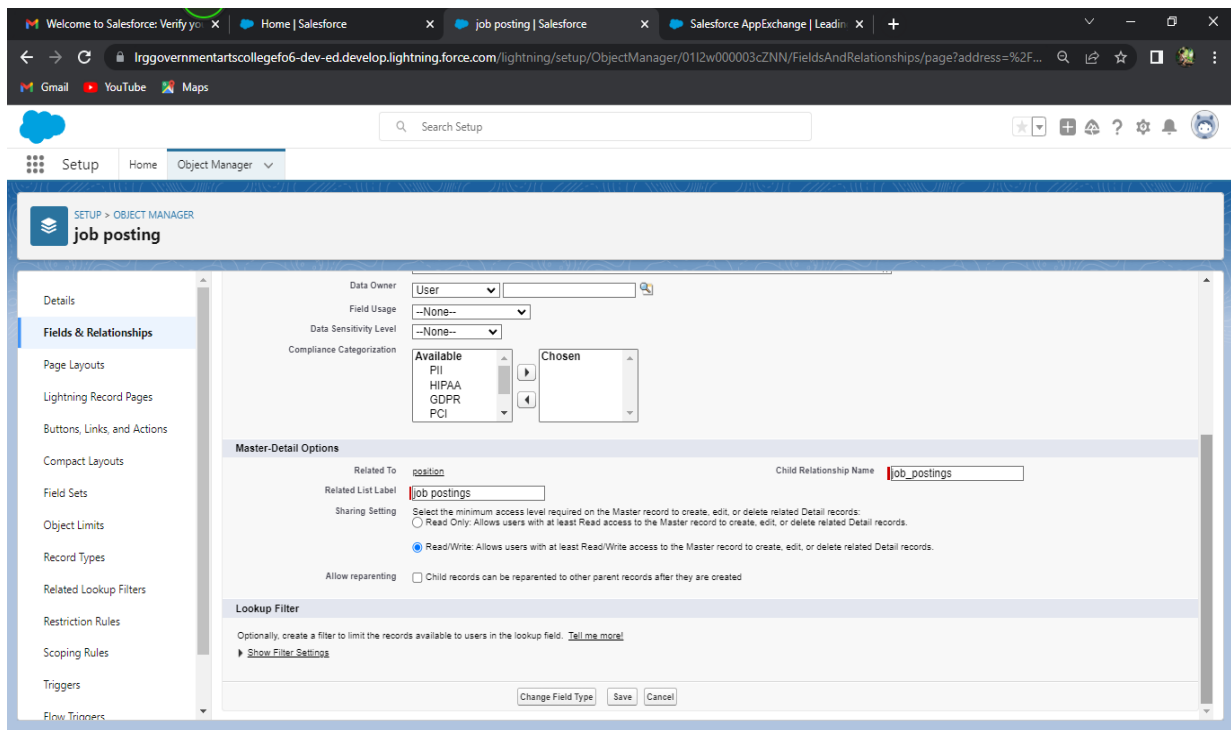 Welcome to Salesforce: Verify yo
Home | Salesforce
job posting | Salesforce
Salesforce AppExchange | Leadin
lrggovernmentartscollegefo6-dev-ed.develop.lightning.force.com/lightning/setup/ObjectManager/01I2w000003cZNN/FieldsAndRelationships/page?address=%2F...
Gmail YouTube Maps
Search Setup
Setup Home Object Manager
SETUP > OBJECT MANAGER
job posting
Details
Fields & Relationships
Page Layouts
Lightning Record Pages
Buttons, Links, and Actions
Compact Layouts
Field Sets
Object Limits
Record Types
Related Lookup Filters
Restriction Rules
Scoping Rules
Triggers
Flow Triggers
Data Owner User
Field Usage --None--
Data Sensitivity Level --None--
Compliance Categorization
Available Chosen
PII
HIPAA
GDPR
PCI
Master-Detail Options
Related To position Child Relationship Name job_postings
Related List Label job postings
Sharing Setting Select the minimum access level required on the Master record to create, edit, or delete related Detail records:
Read Only: Allows users with at least Read access to the Master record to create, edit, or delete related Detail records.
Read/Write: Allows users with at least Read/Write access to the Master record to create, edit, or delete related Detail records.
Allow reparenting Child records can be reparented to other parent records after they are created
Lookup Filter
Optionally, create a filter to limit the records available to users in the lookup field. Tell me more!
Show Filter Settings
Change Field Type Save Cancel